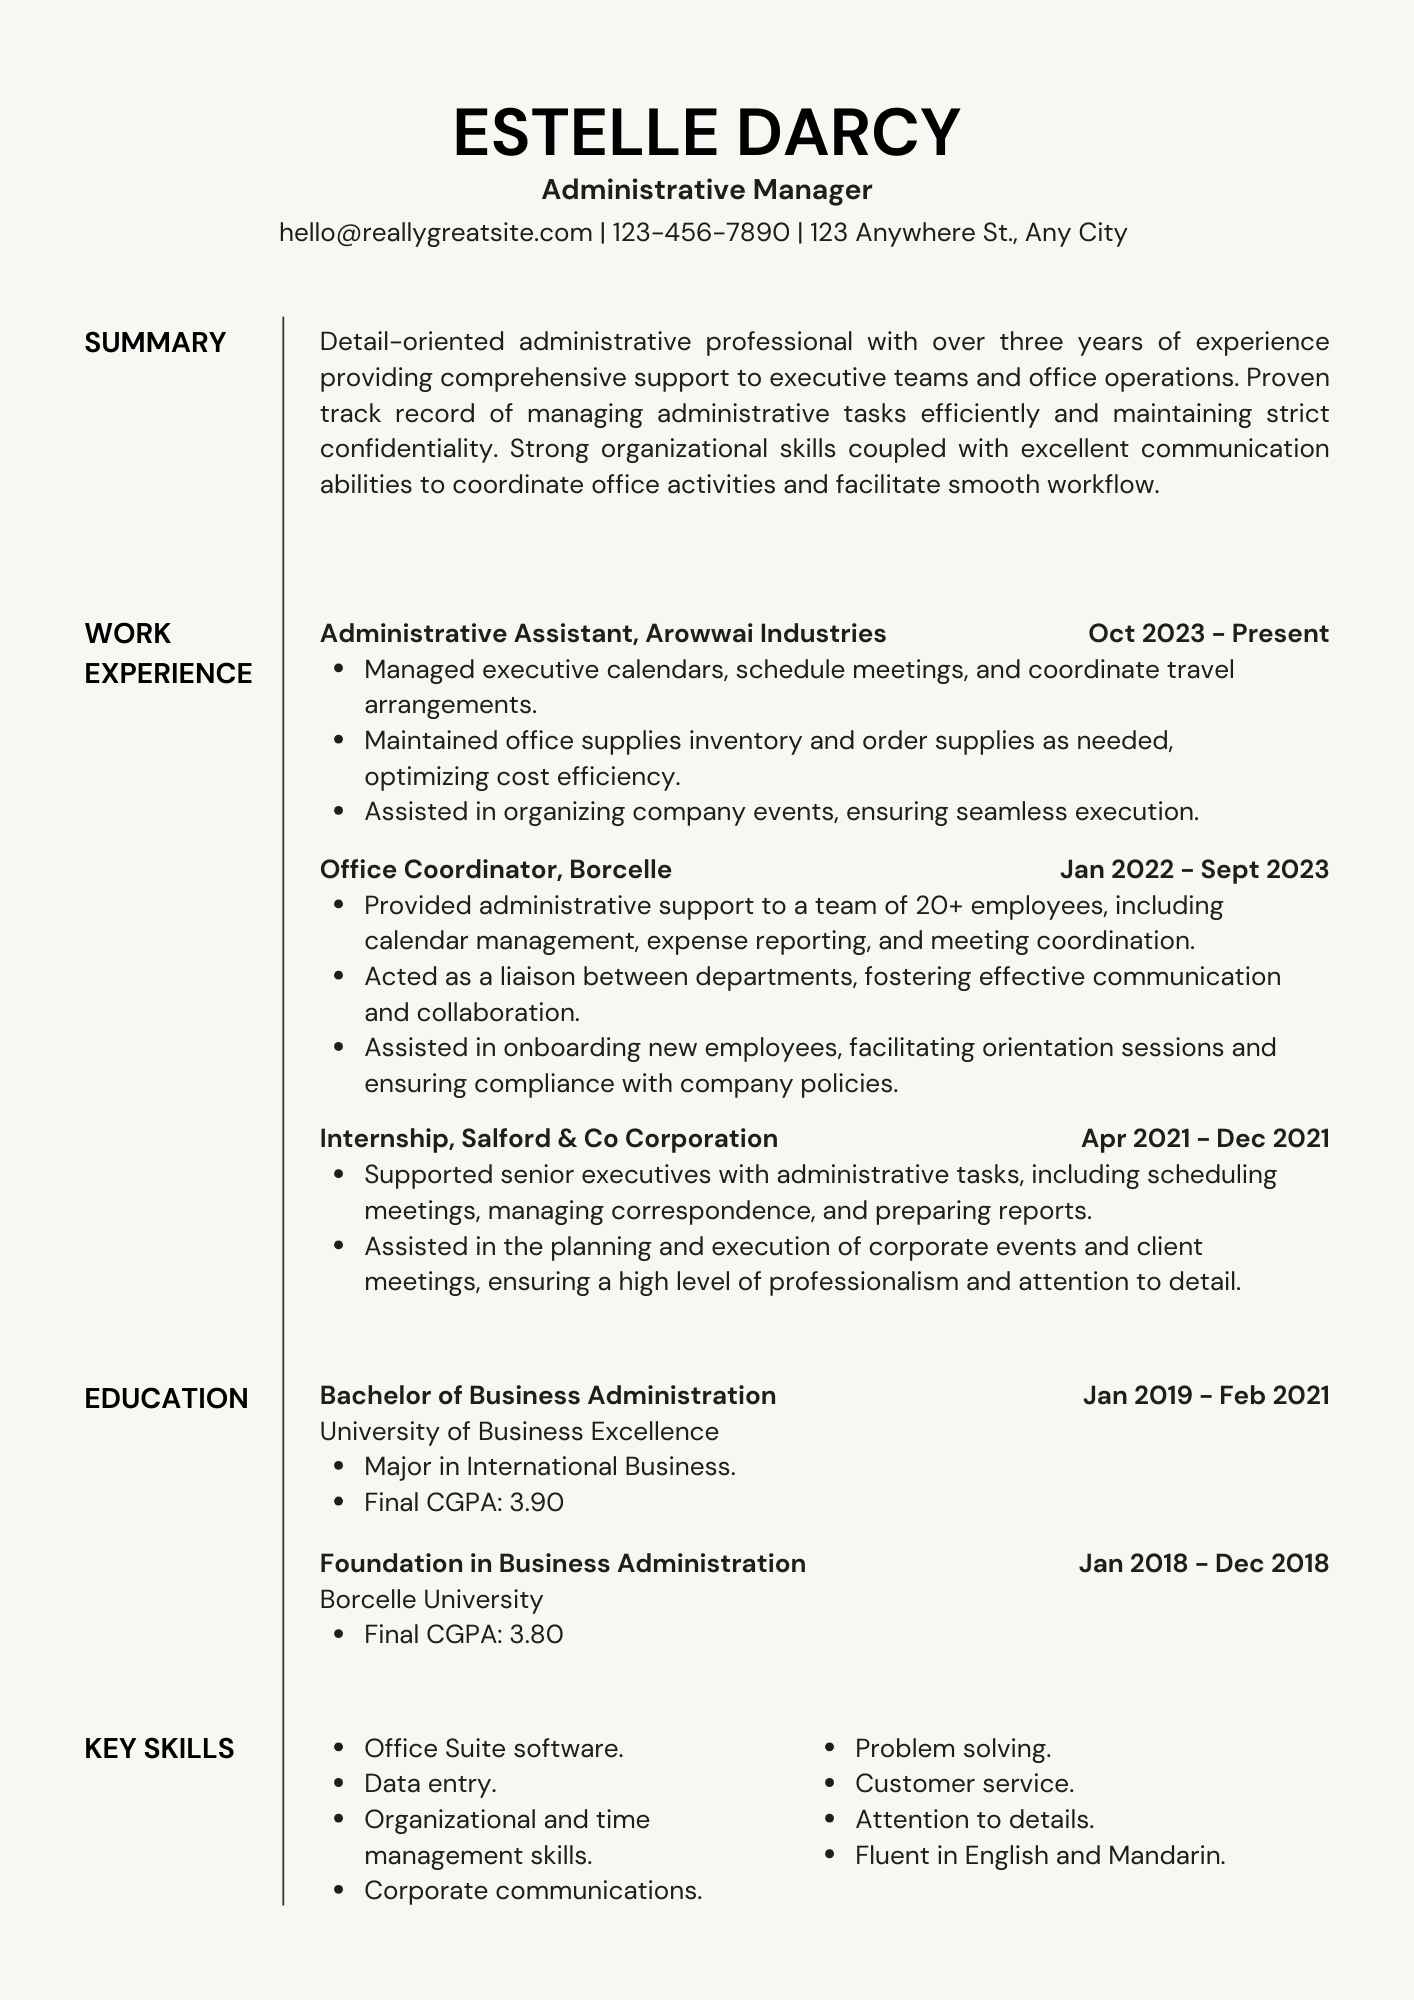 ESTELLE DARCY
Administrative Manager
hello@reallygreatsite.com | 123-456-7890 | 123 Anywhere St., Any City
SUMMARY
Detail-oriented administrative professional with over three years of experience
providing comprehensive support to executive teams and office operations. Proven
track record of managing administrative tasks efficiently and maintaining strict
confidentiality. Strong organizational skills coupled with excellent communication
abilities to coordinate office activities and facilitate smooth workflow.
WORK
EXPERIENCE
Administrative Assistant, Arowwai Industries Oct 2023 - Present
• Managed executive calendars, schedule meetings, and coordinate travel
arrangements.
• Maintained office supplies inventory and order supplies as needed,
optimizing cost efficiency.
• Assisted in organizing company events, ensuring seamless execution.
Office Coordinator, Borcelle Jan 2022 - Sept 2023
• Provided administrative support to a team of 20+ employees, including
calendar management, expense reporting, and meeting coordination.
• Acted as a liaison between departments, fostering effective communication
and collaboration.
• Assisted in onboarding new employees, facilitating orientation sessions and
ensuring compliance with company policies.
Internship, Salford & Co Corporation Apr 2021 - Dec 2021
• Supported senior executives with administrative tasks, including scheduling
meetings, managing correspondence, and preparing reports.
• Assisted in the planning and execution of corporate events and client
meetings, ensuring a high level of professionalism and attention to detail.
EDUCATION
Bachelor of Business Administration Jan 2019 - Feb 2021
University of Business Excellence
• Major in International Business.
• Final CGPA: 3.90
Foundation in Business Administration Jan 2018 - Dec 2018
Borcelle University
• Final CGPA: 3.80
KEY SKILLS
• Office Suite software.
• Data entry.
• Organizational and time
management skills.
• Corporate communications.
• Problem solving.
• Customer service.
• Attention to details.
• Fluent in English and Mandarin.